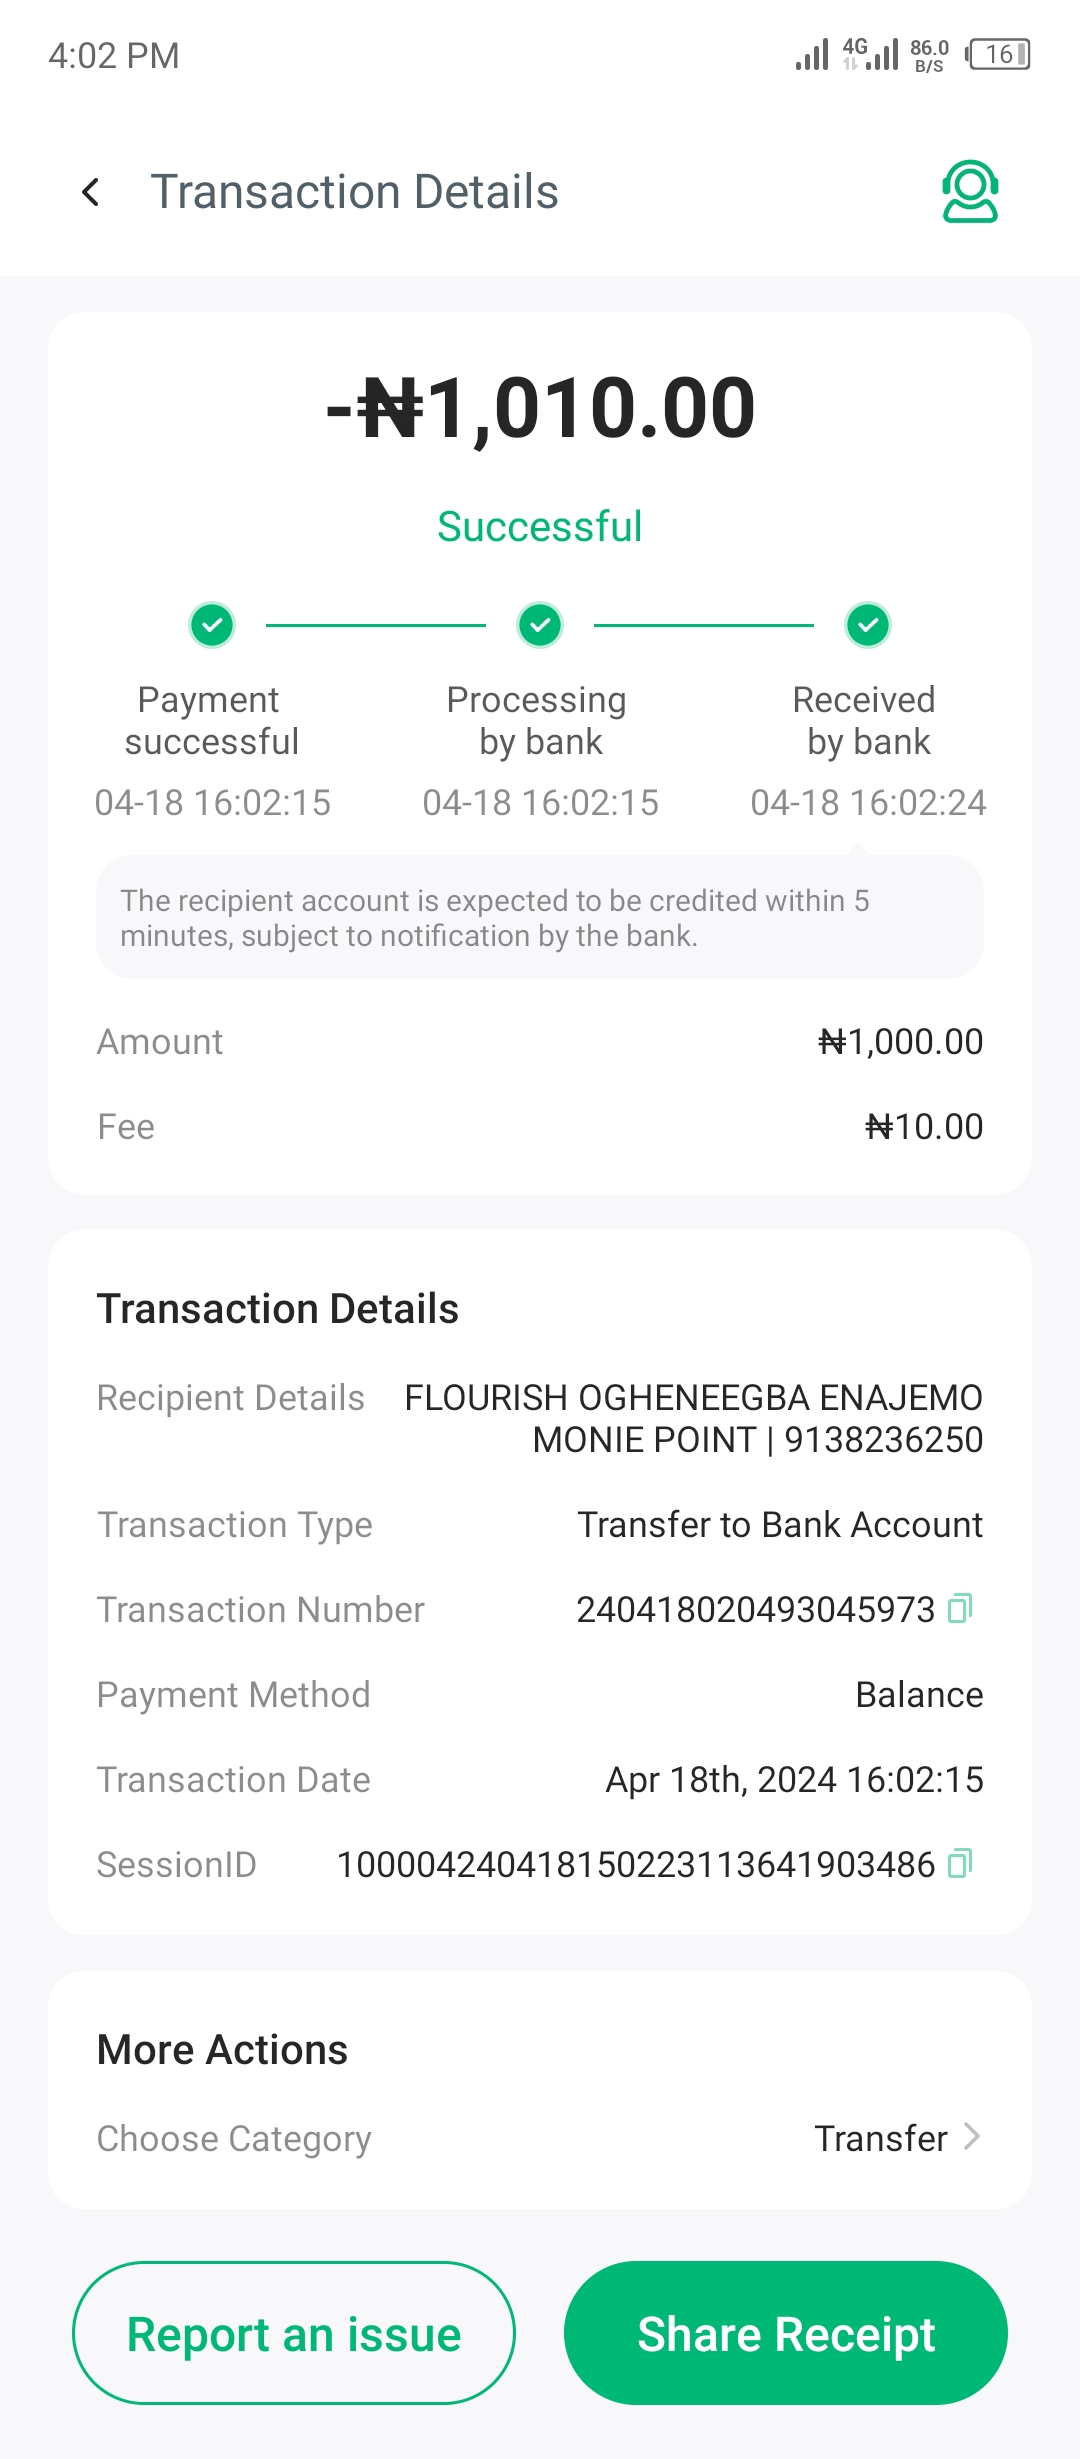 4:02 PM
4G 86.0 B/S 16
Transaction Details
-₦1,010.00
Successful
Payment successful
04-18 16:02:15
Processing by bank
04-18 16:02:15
Received by bank
04-18 16:02:24
The recipient account is expected to be credited within 5
minutes, subject to notification by the bank.
Amount ₦1,000.00
Fee ₦10.00
Transaction Details
Recipient Details FLOURISH OGHENEEGBA ENAJEMO
MONIE POINT | 9138236250
Transaction Type Transfer to Bank Account
Transaction Number 240418020493045973
Payment Method Balance
Transaction Date Apr 18th, 2024 16:02:15
SessionID 100004240418150223113641903486
More Actions
Choose Category Transfer
Report an issue Share Receipt